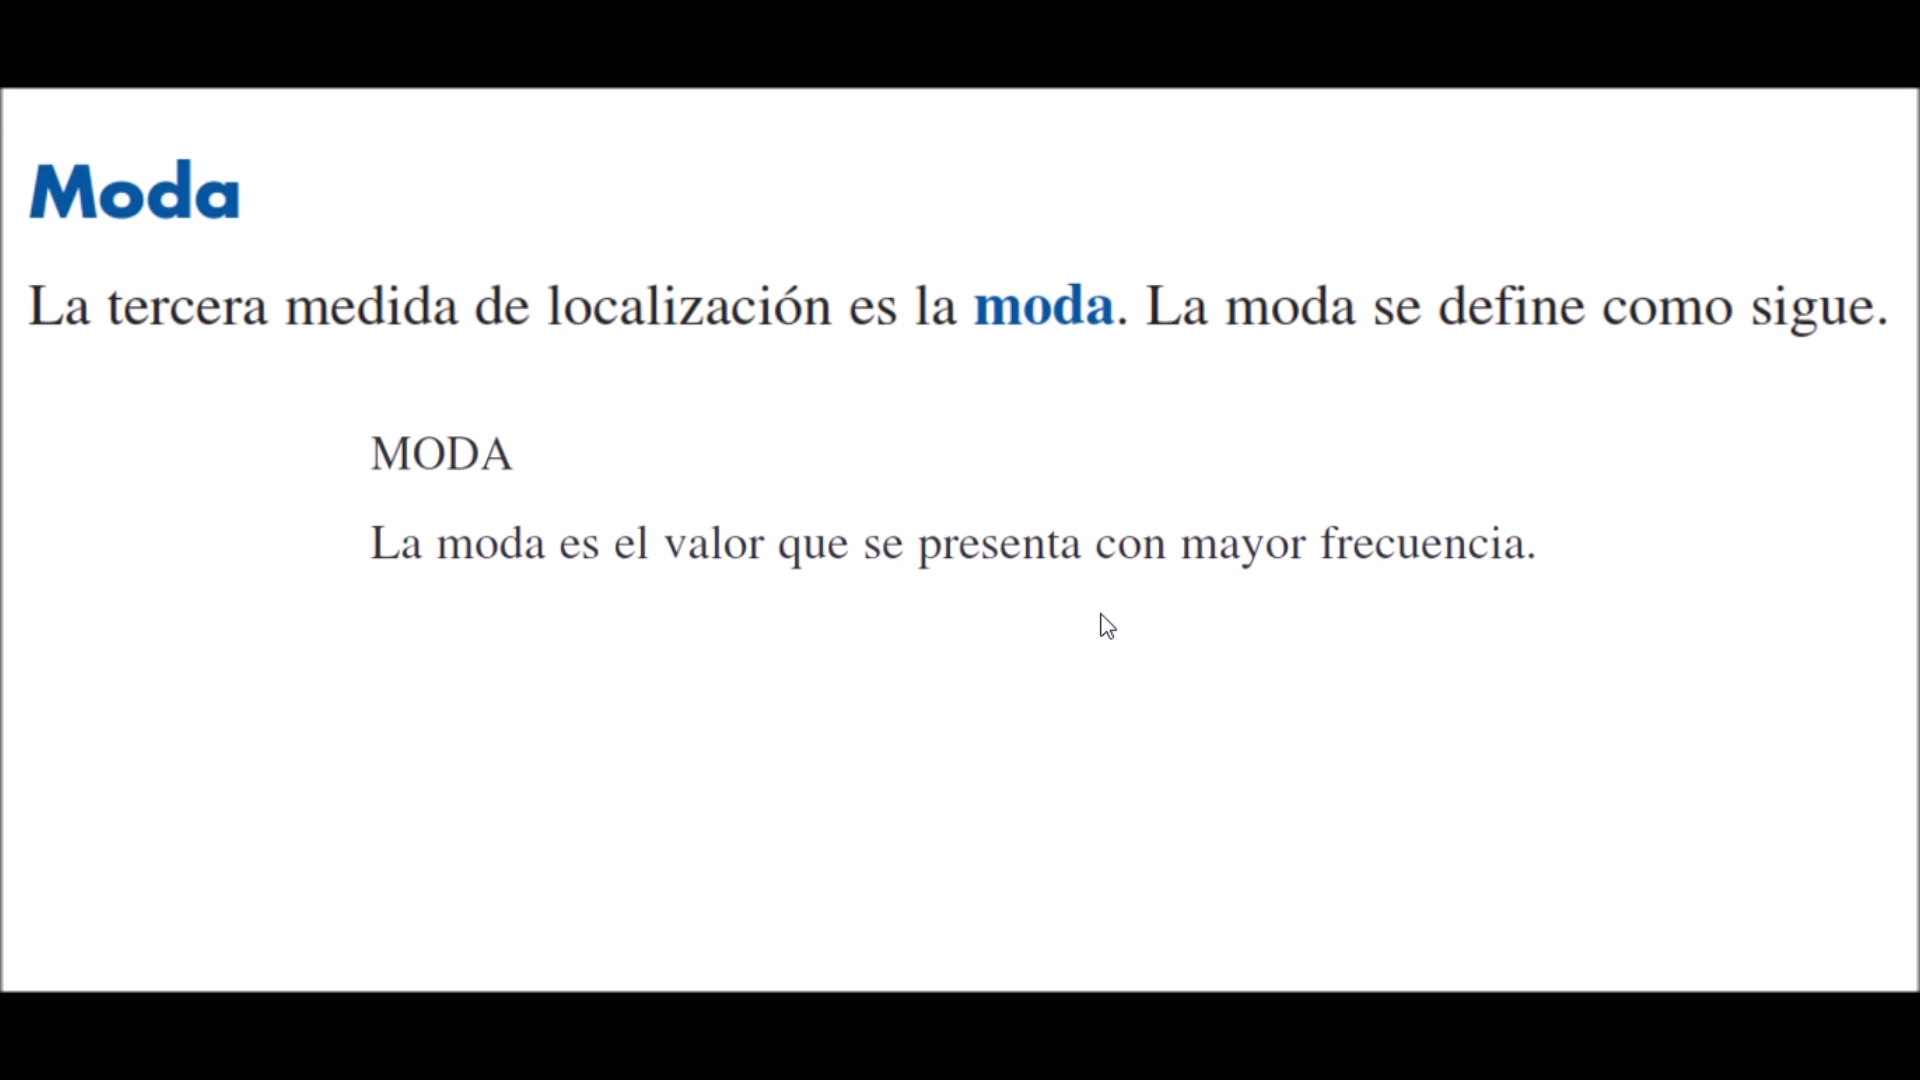 Moda
La tercera medida de localización es la moda. La moda se define como sigue.
MODA
La moda es el valor que se presenta con mayor frecuencia.